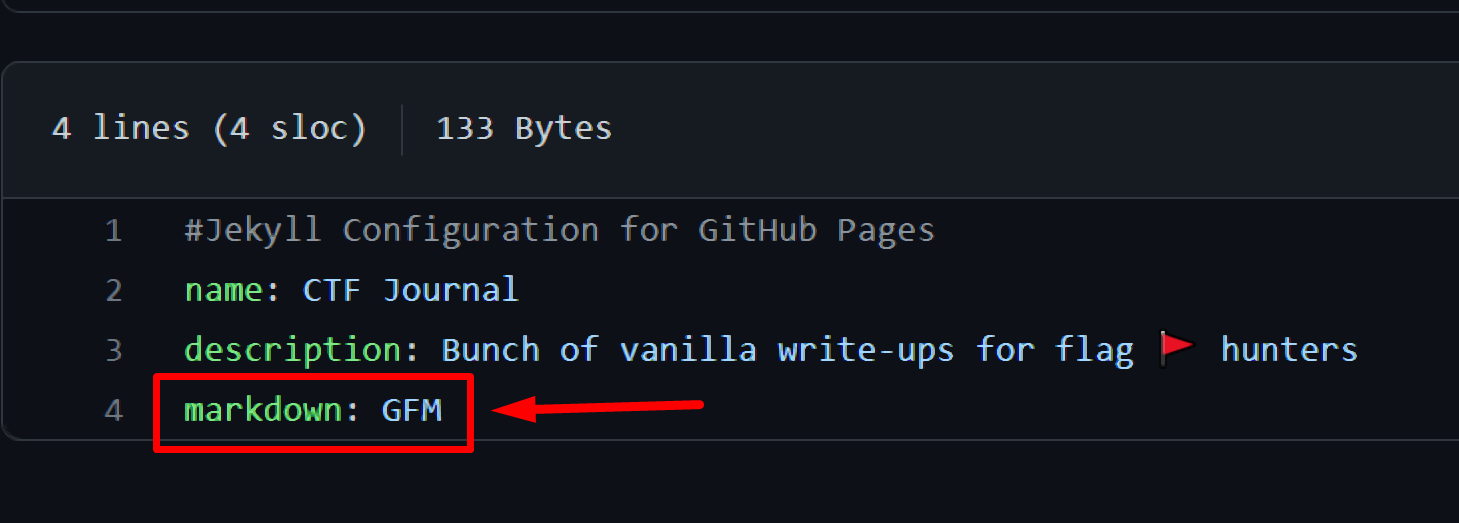 4 lines (4 sloc) 133 Bytes
1 #Jekyll Configuration for GitHub Pages
2 name: CTF Journal
3 description: Bunch of vanilla write-ups for flag 🚩 hunters
4 markdown: GFM